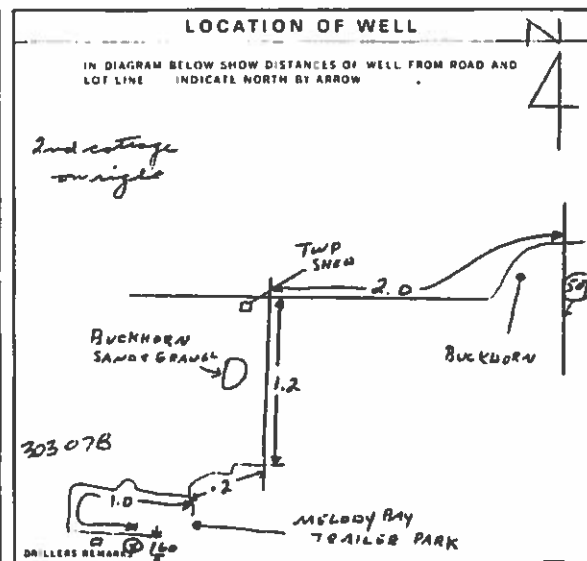 LOCATION OF WELL
N
IN DIAGRAM BELOW SHOW DISTANCES OF WELL FROM ROAD AND
LOT LINE INDICATE NORTH BY ARROW
2nd cottage
on right
TWP
SHED
2.0
BUCKHORN
BUCKHORN
SAND & GRAVEL
1.2
30307B
1.0
.2
MELODY BAY
TRAILER PARK
160
DRILLERS REMARKS